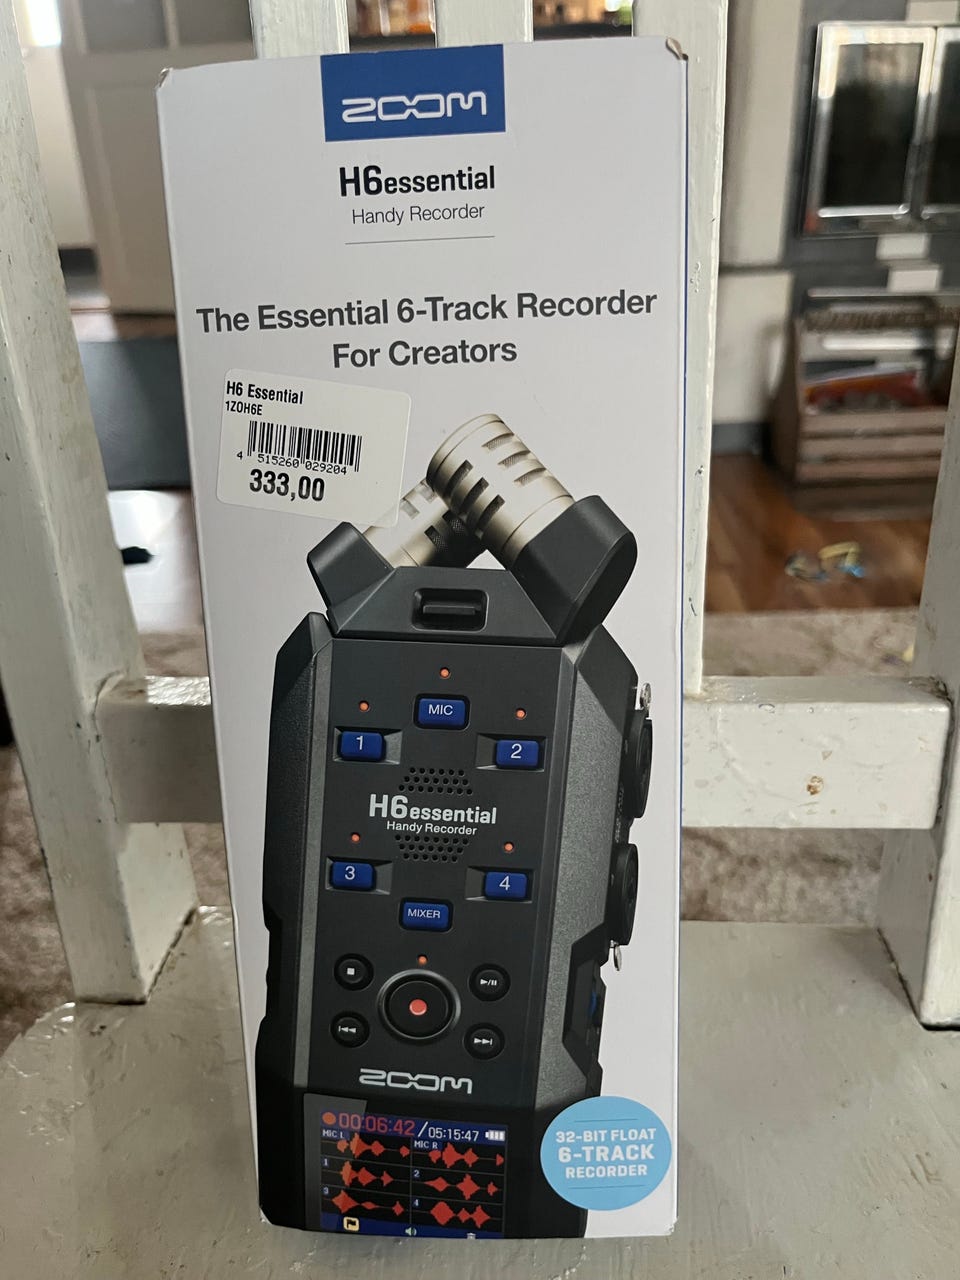 ZOOM
H6essential
Handy Recorder
The Essential 6-Track Recorder
For Creators
H6 Essential
1ZOH6E
4 515260 029204
333,00
MIC
1
2
H6essential
Handy Recorder
3
4
MIXER
ZOOM
00:06:42/05:15:47
MIC L
MIC R
1
2
3
4
32-BIT FLOAT
6-TRACK
RECORDER